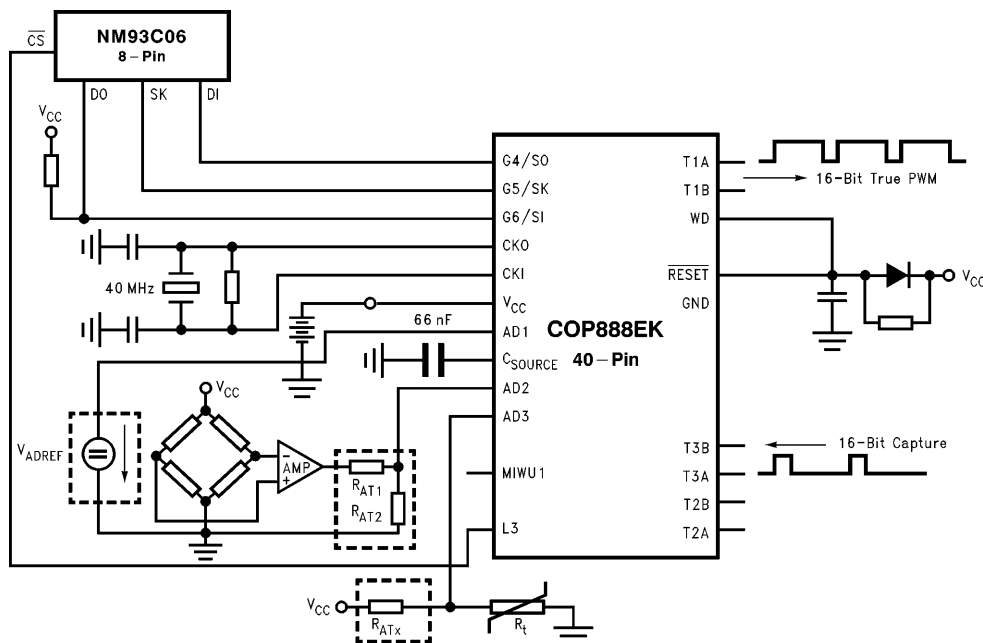 NM93C06
8-Pin
CS
DO SK DI
VCC
COP888EK
40-Pin
G4/SO
G5/SK
G6/SI
CKO
CKI
VCC
AD1
CSOURCE
AD2
AD3
MIWU1
L3
T1A
T1B
WD
RESET
GND
T3B
T3A
T2B
T2A
16-Bit True PWM
VCC
16-Bit Capture
40 MHz
66 nF
VCC
VADREF
AMP
- 
+
RAT1
RAT2
VCC
RATx
Rt